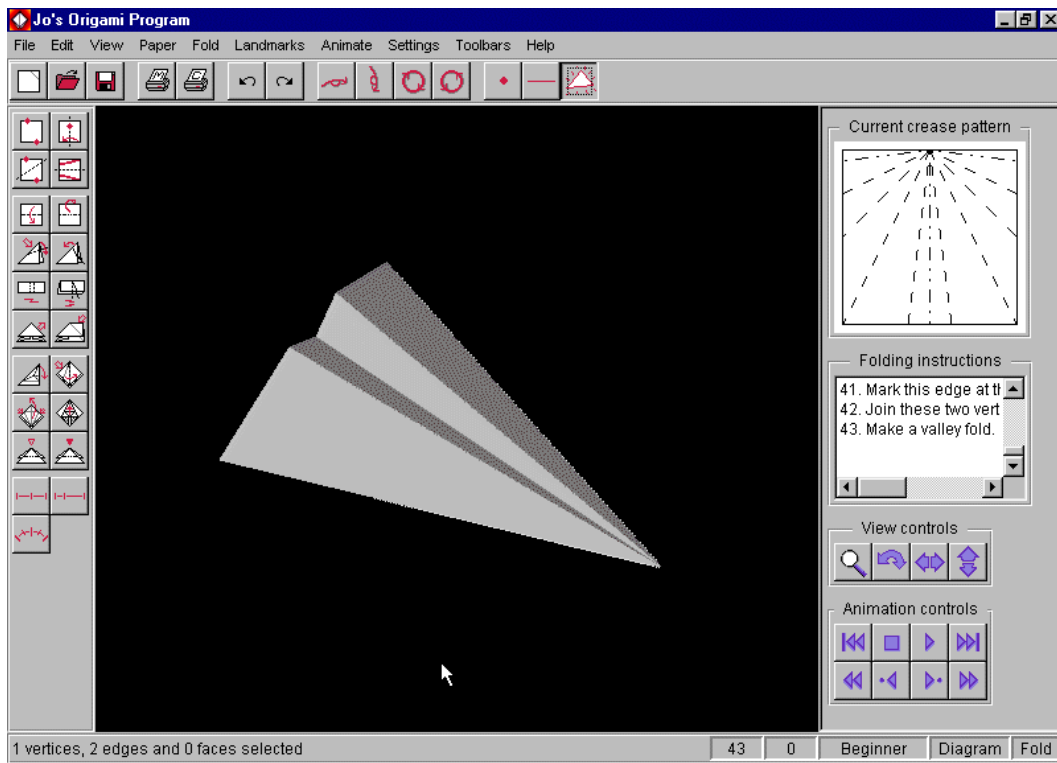 Jo's Origami Program
File Edit View Paper Fold Landmarks Animate Settings Toolbars Help
Current crease pattern
Folding instructions
41. Mark this edge at th
42. Join these two vert
43. Make a valley fold.
View controls
Animation controls
1 vertices, 2 edges and 0 faces selected
43
0
Beginner
Diagram
Fold